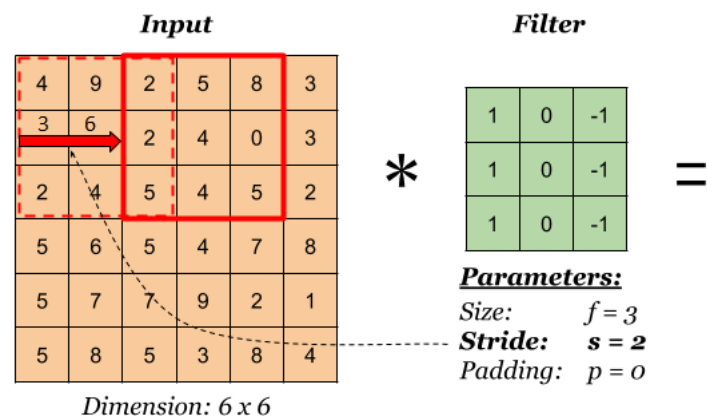 Input
Filter
4 9 2 5 8 3
3 6 2 4 0 3
2 4 5 4 5 2
5 6 5 4 7 8
5 7 7 9 2 1
5 8 5 3 8 4
*
1 0 -1
1 0 -1
1 0 -1
=
Parameters:
Size: f = 3
Stride: s = 2
Padding: p = 0
Dimension: 6 x 6